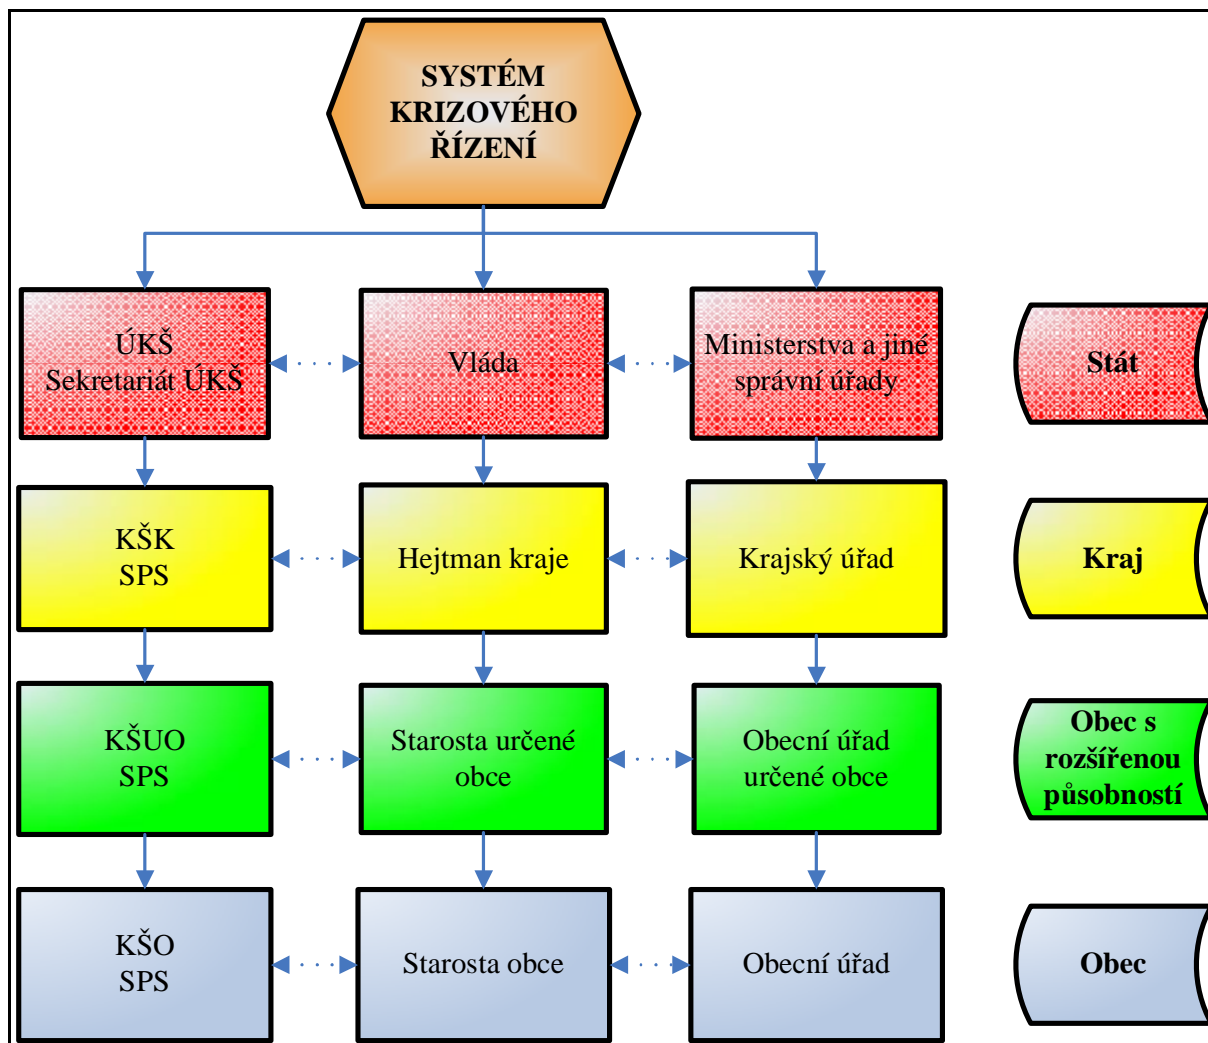 SYSTÉM
KRIZOVÉHO
ŘÍZENÍ
ÚKŠ
Sekretariát ÚKŠ
Vláda
Ministerstva a jiné
správní úřady
Stát
KŠK
SPS
Hejtman kraje
Krajský úřad
Kraj
KŠUO
SPS
Starosta určené
obce
Obecní úřad
určené obce
Obec s
rozšířenou
působností
KŠO
SPS
Starosta obce
Obecní úřad
Obec